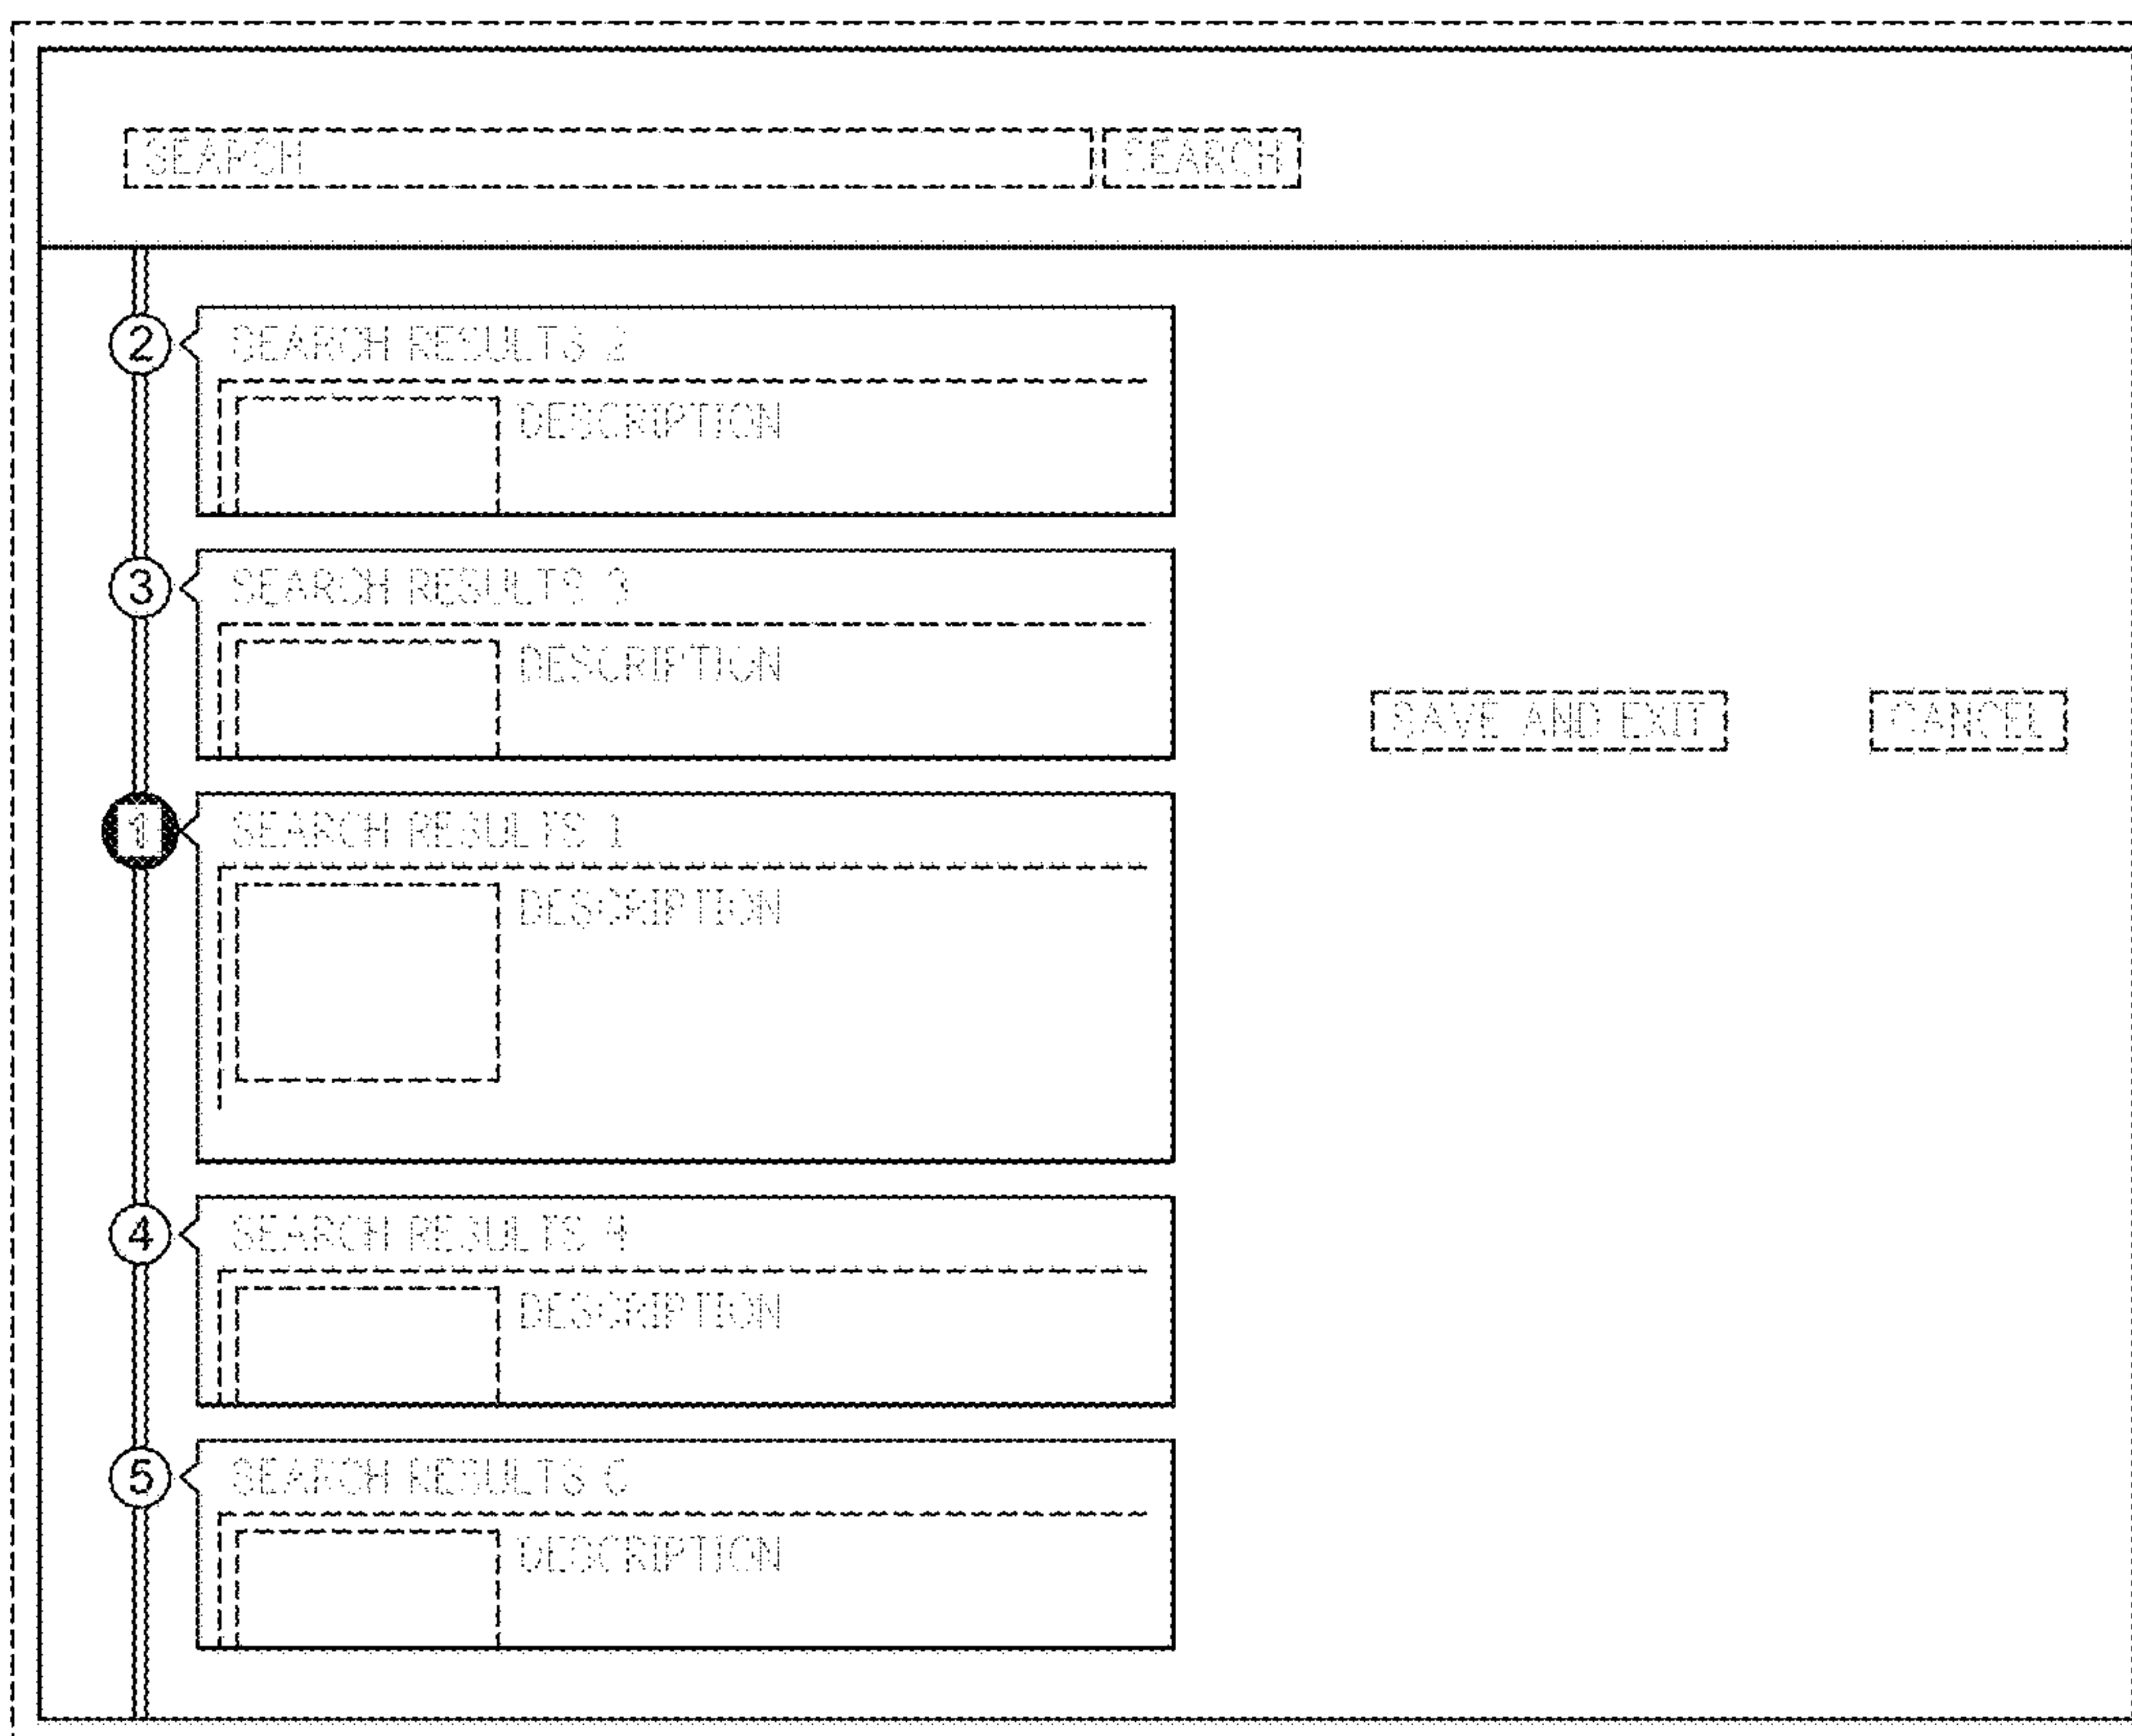 SEARCH SEARCH
2 SEARCH RESULTS 2
DESCRIPTION
3 SEARCH RESULTS 3
DESCRIPTION
SAVE AND EXIT CANCEL
1 SEARCH RESULTS 1
DESCRIPTION
4 SEARCH RESULTS 4
DESCRIPTION
5 SEARCH RESULTS
DESCRIPTION